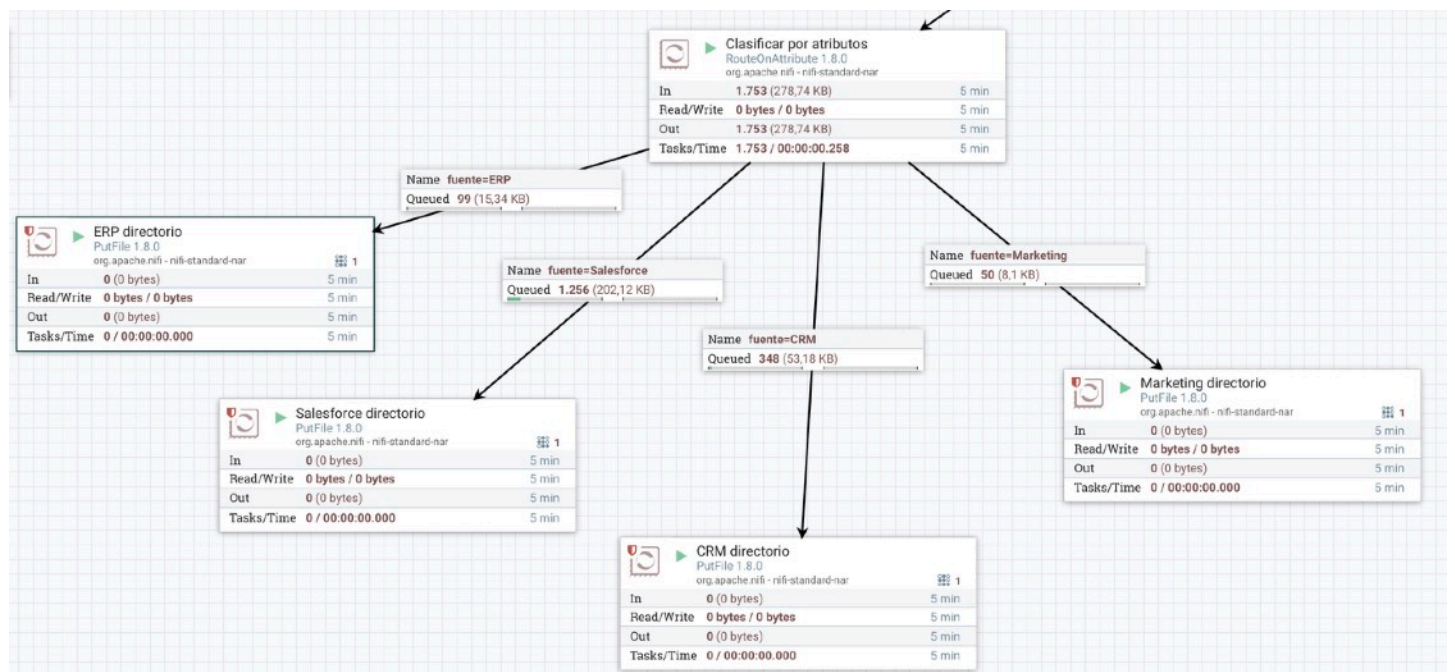 Clasificar por atributos
RouteOnAttribute 1.8.0
org.apache.nifi - nifi-standard-nar
In 1.753 (278,74 KB) 5 min
Read/Write 0 bytes / 0 bytes 5 min
Out 1.753 (278,74 KB) 5 min
Tasks/Time 1.753 / 00:00:00.258 5 min
Name fuente=ERP
Queued 99 (15,34 KB)
ERP directorio
PutFile 1.8.0
org.apache.nifi - nifi-standard-nar 1
In 0 (0 bytes) 5 min
Read/Write 0 bytes / 0 bytes 5 min
Out 0 (0 bytes) 5 min
Tasks/Time 0 / 00:00:00.000 5 min
Name fuente=Salesforce
Queued 1.256 (202,12 KB)
Name fuente=Marketing
Queued 50 (8,1 KB)
Name fuente=CRM
Queued 348 (53,18 KB)
Salesforce directorio
PutFile 1.8.0
org.apache.nifi - nifi-standard-nar 1
In 0 (0 bytes) 5 min
Read/Write 0 bytes / 0 bytes 5 min
Out 0 (0 bytes) 5 min
Tasks/Time 0 / 00:00:00.000 5 min
Marketing directorio
PutFile 1.8.0
org.apache.nifi - nifi-standard-nar 1
In 0 (0 bytes) 5 min
Read/Write 0 bytes / 0 bytes 5 min
Out 0 (0 bytes) 5 min
Tasks/Time 0 / 00:00:00.000 5 min
CRM directorio
PutFile 1.8.0
org.apache.nifi - nifi-standard-nar 1
In 0 (0 bytes) 5 min
Read/Write 0 bytes / 0 bytes 5 min
Out 0 (0 bytes) 5 min
Tasks/Time 0 / 00:00:00.000 5 min